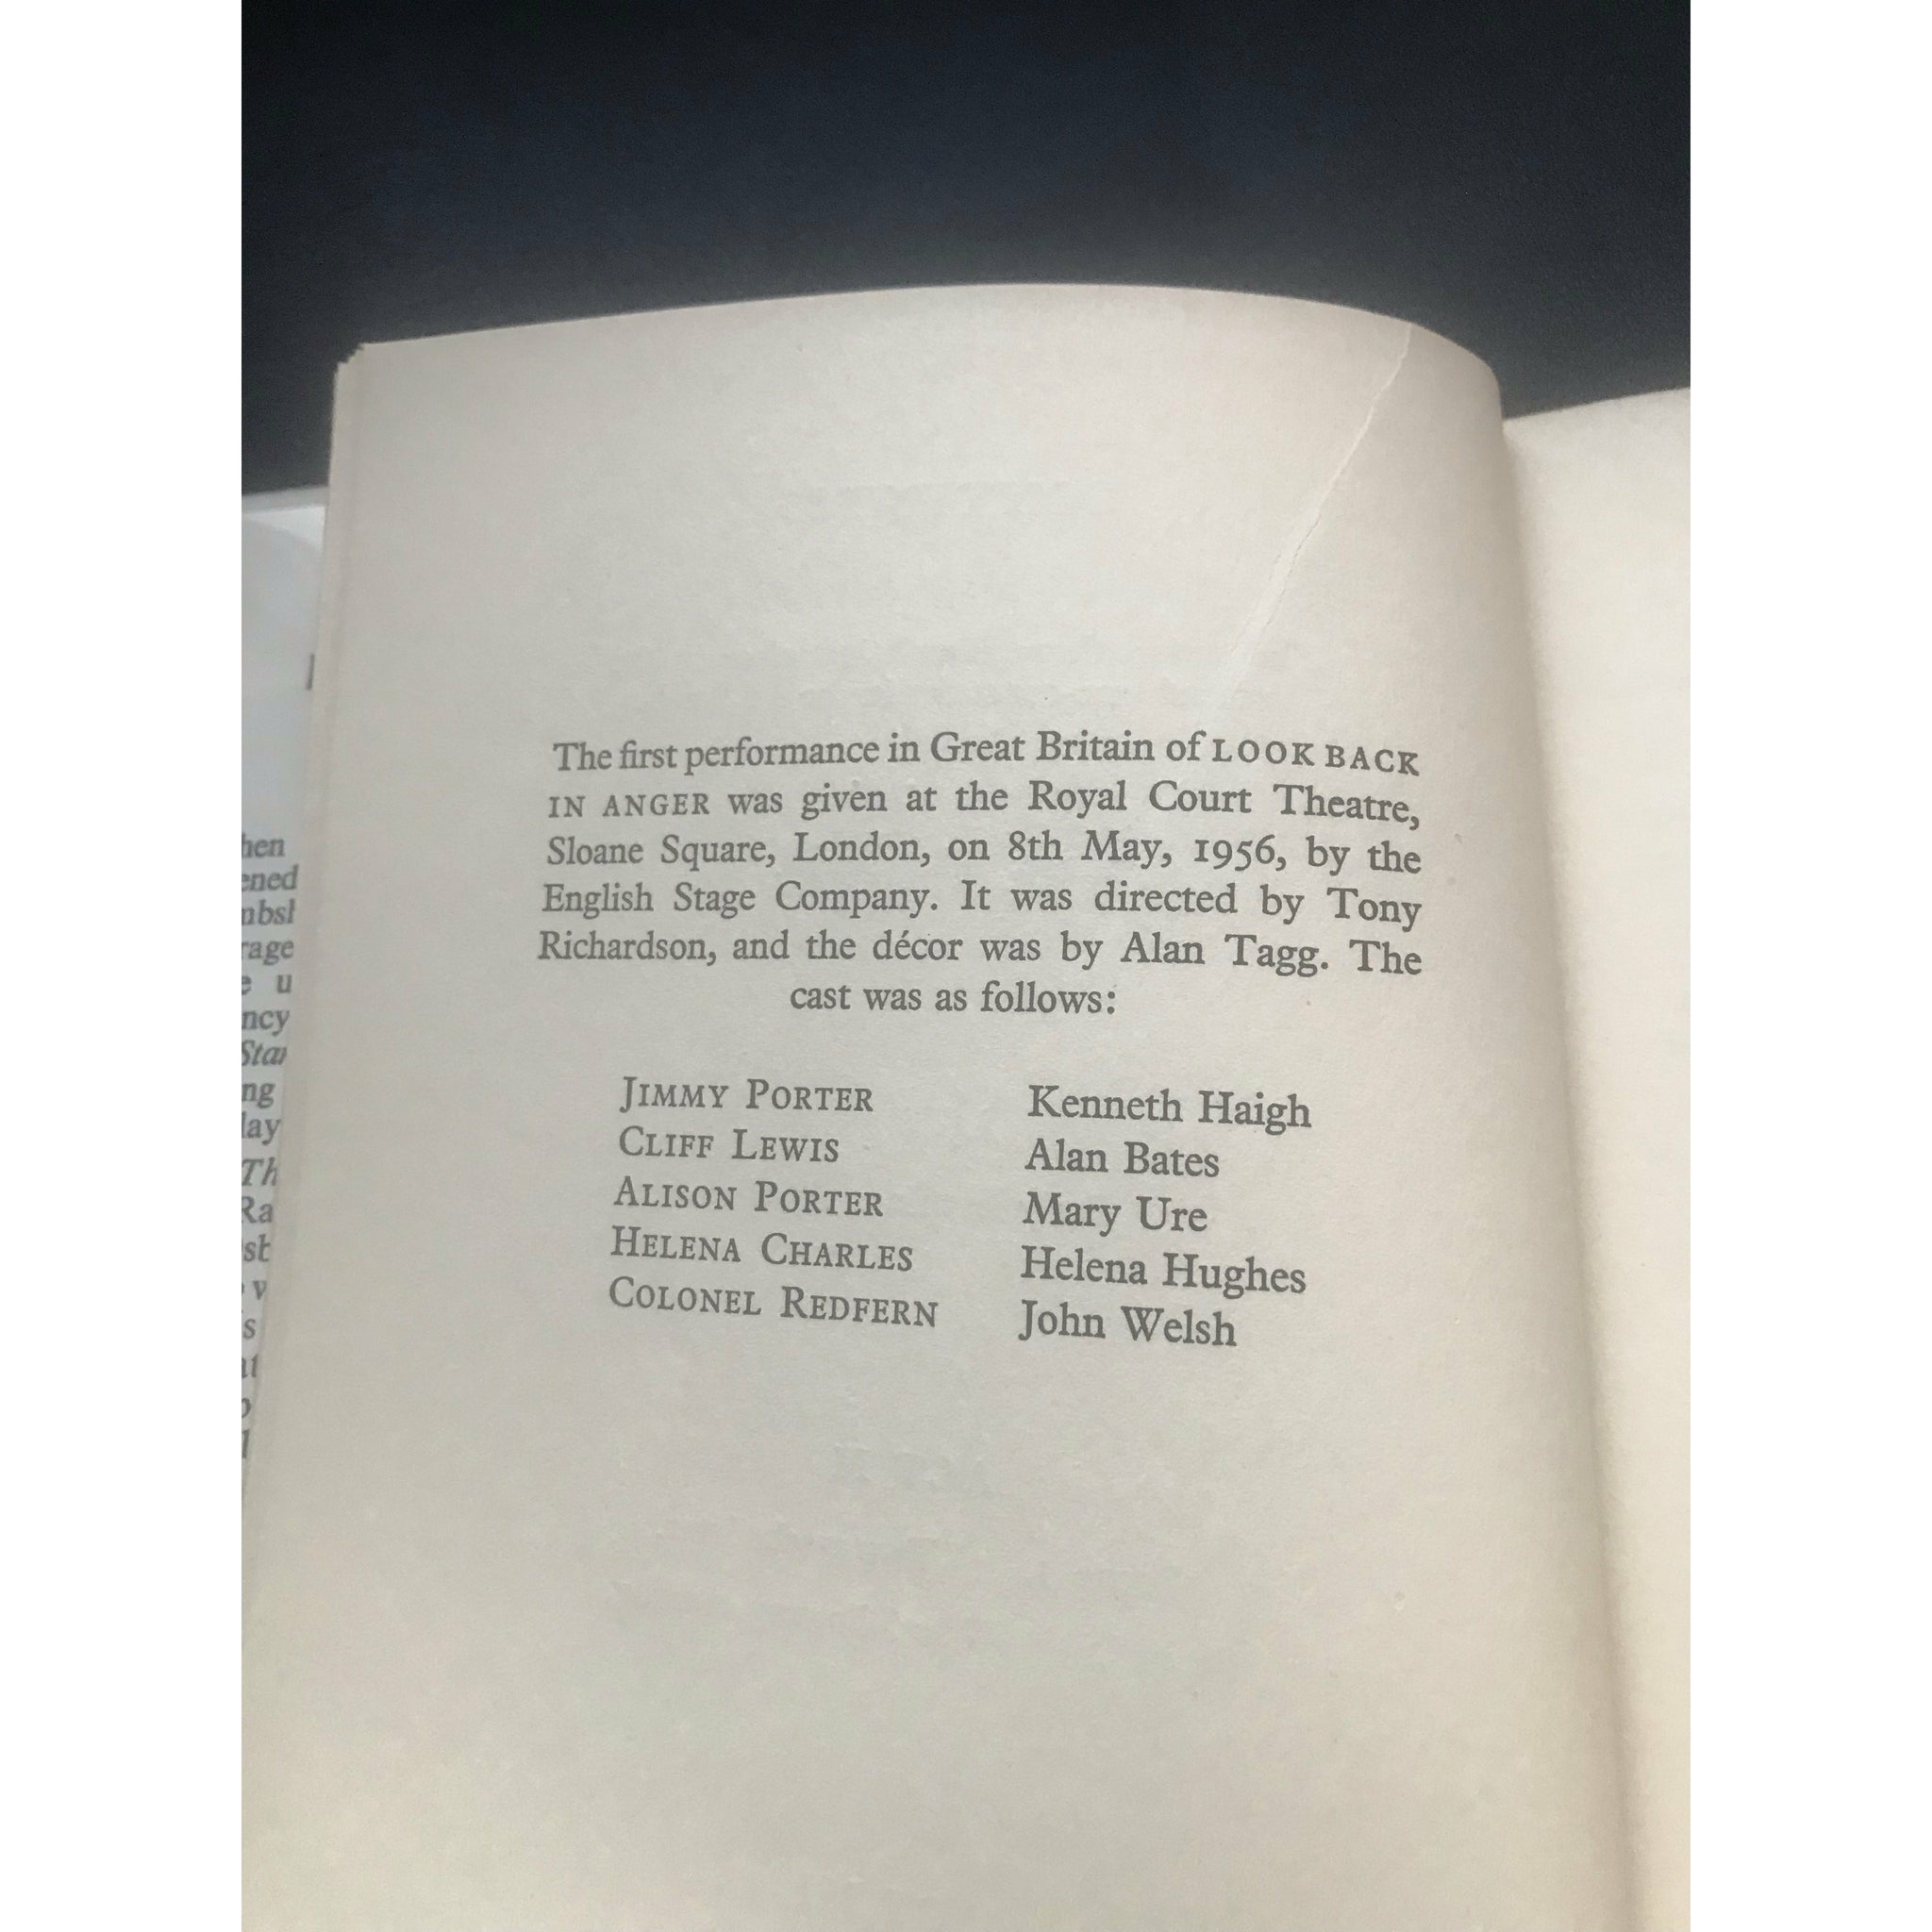 The first performance in Great Britain of LOOK BACK
IN ANGER was given at the Royal Court Theatre,
Sloane Square, London, on 8th May, 1956, by the
English Stage Company. It was directed by Tony
Richardson, and the décor was by Alan Tagg. The
cast was as follows:
JIMMY PORTER Kenneth Haigh
CLIFF LEWIS Alan Bates
ALISON PORTER Mary Ure
HELENA CHARLES Helena Hughes
COLONEL REDFERN John Welsh